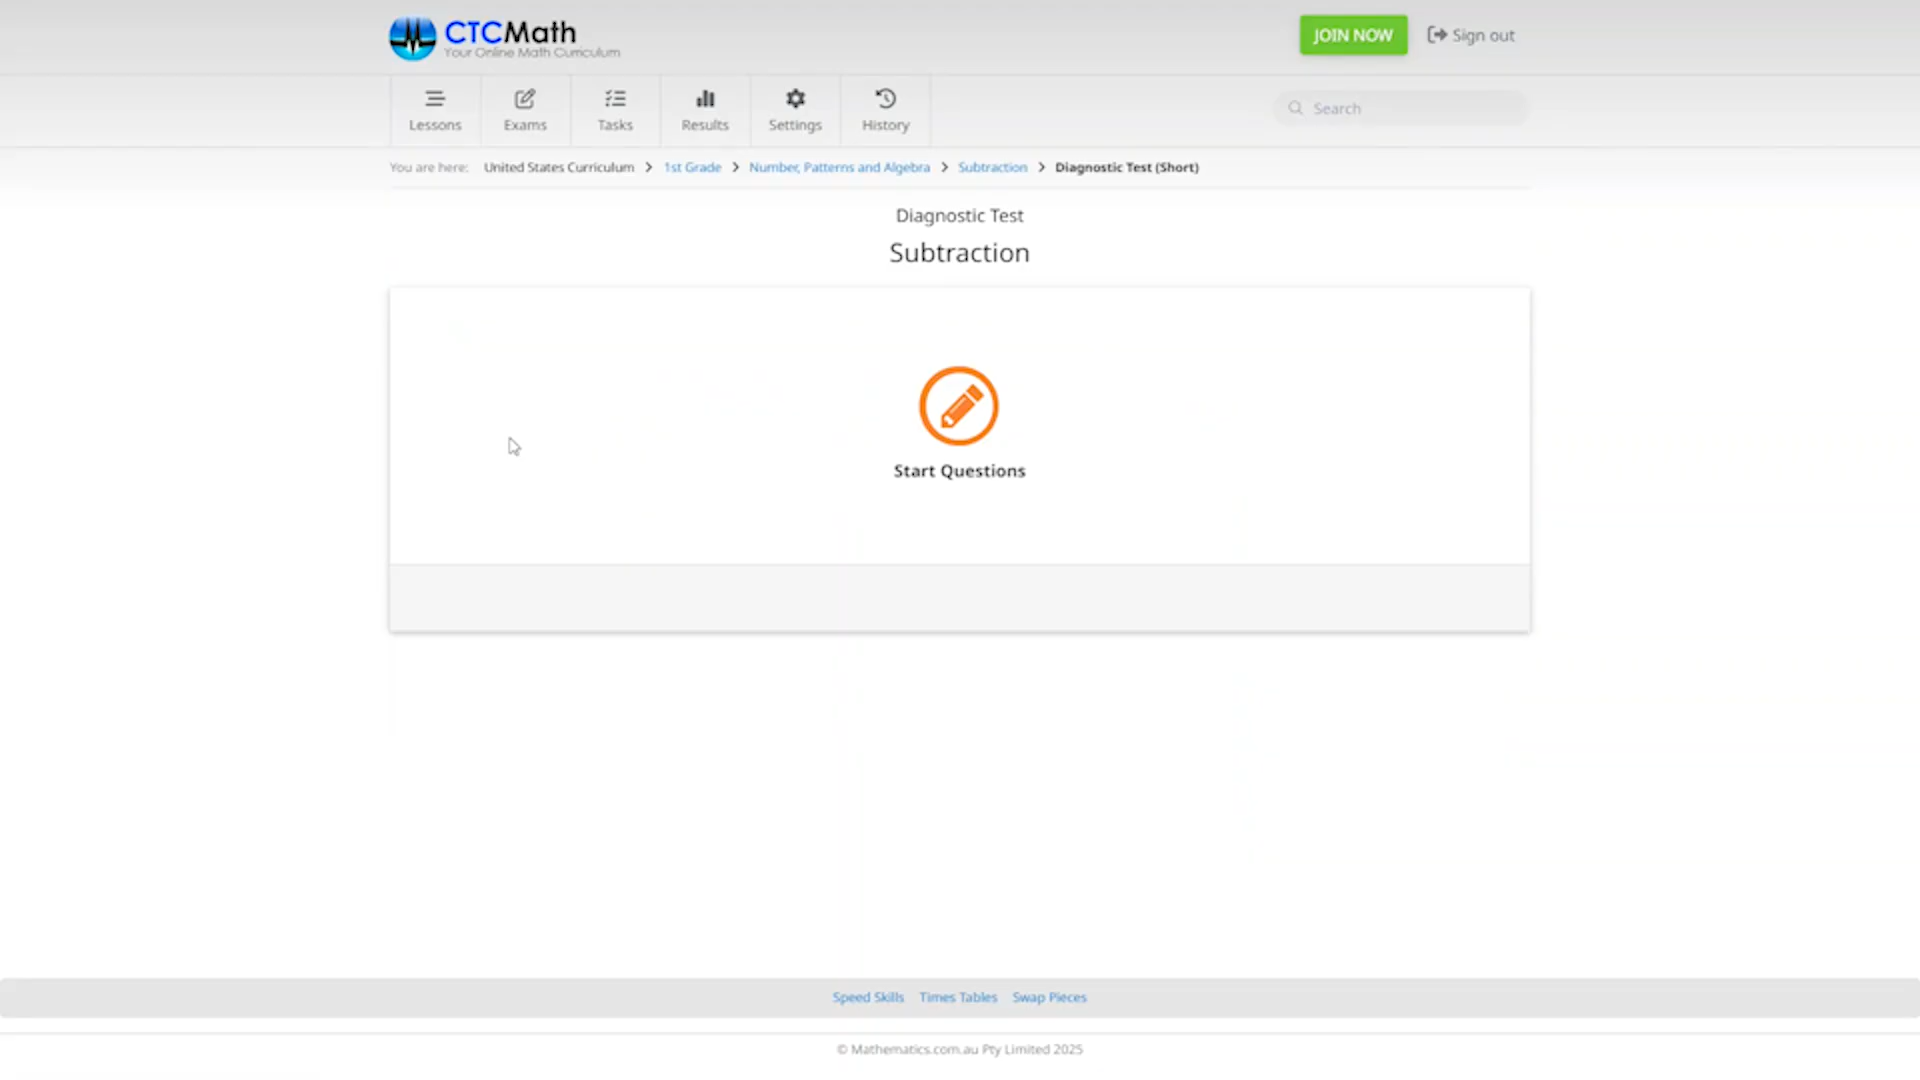 CTCMath
Your Online Math Curriculum
JOIN NOW
Sign out
Lessons
Exams
Tasks
Results
Settings
History
Search
You are here: United States Curriculum > 1st Grade > Number, Patterns and Algebra > Subtraction > Diagnostic Test (Short)
Diagnostic Test
Subtraction
Start Questions
Speed Skills Times Tables Swap Pieces
© Mathematics.com.au Pty Limited 2025